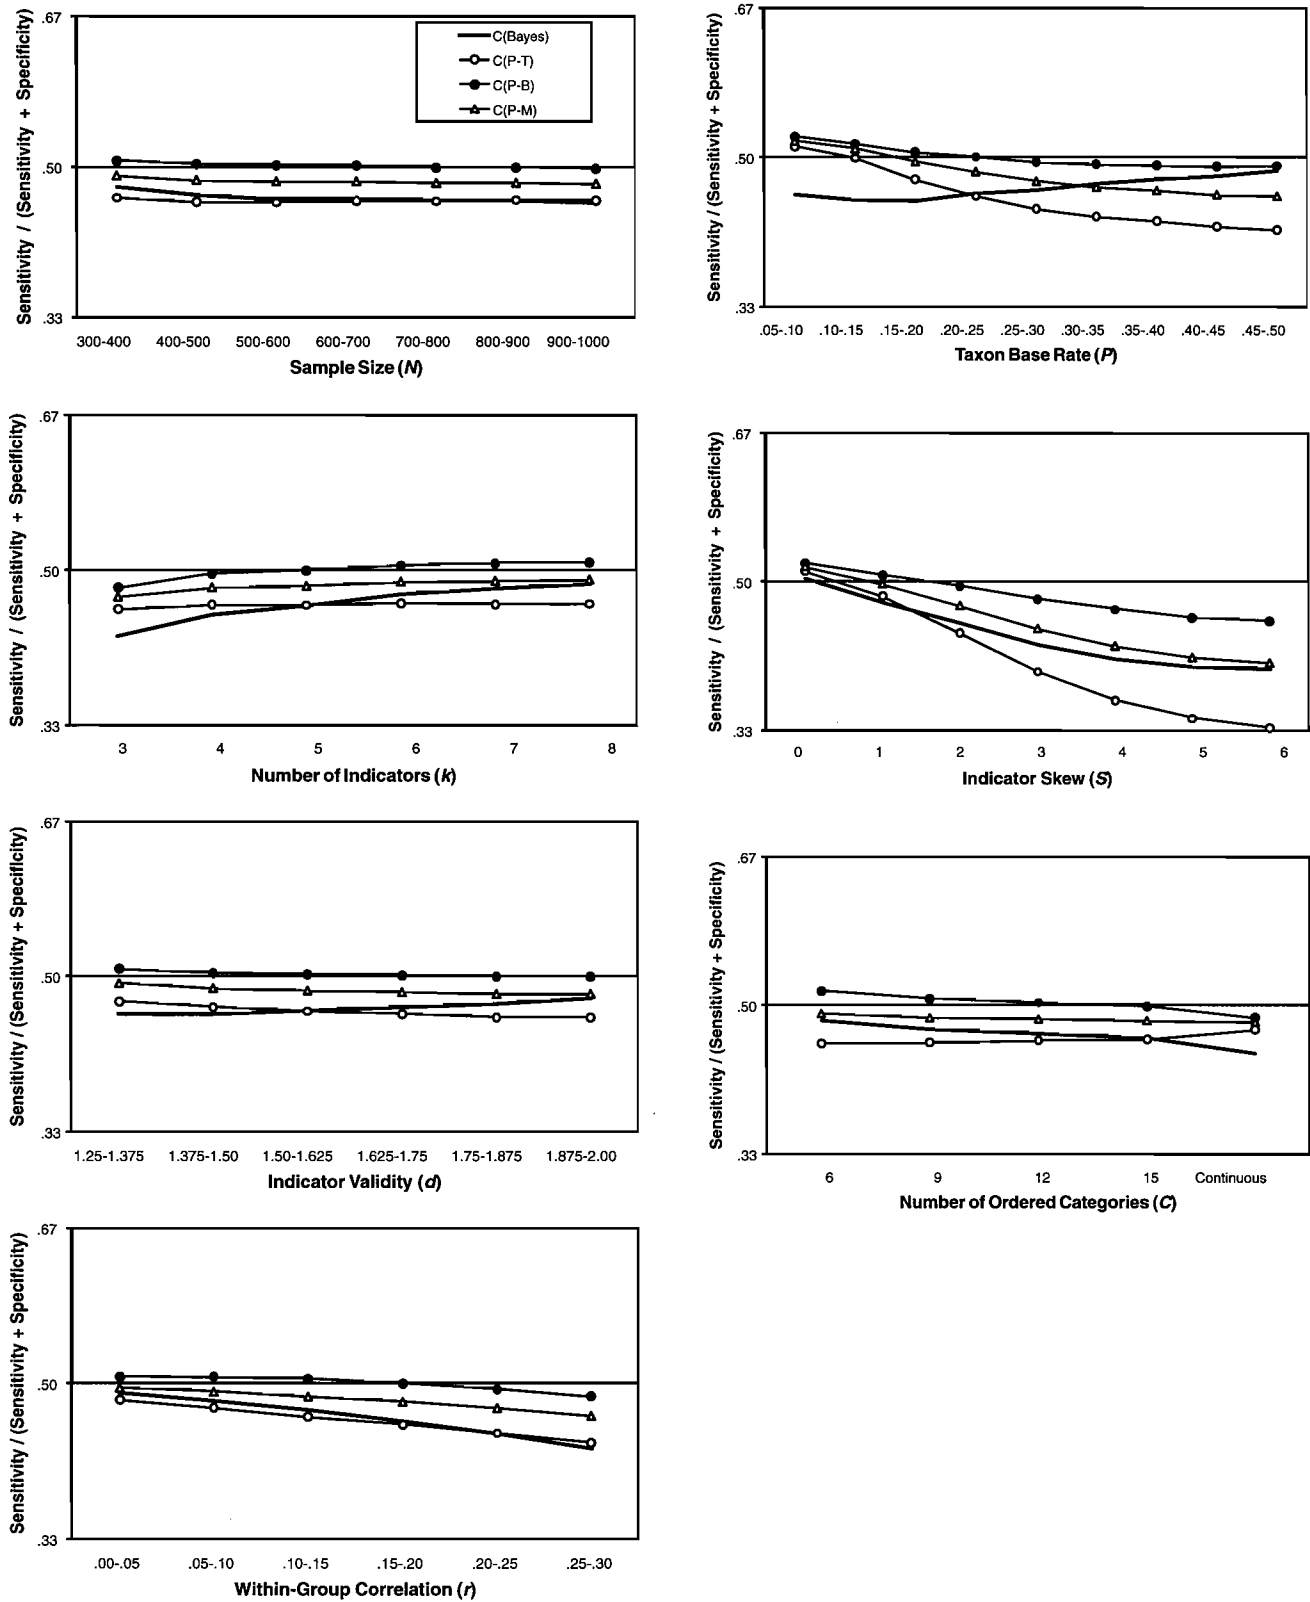 Sensitivity / (Sensitivity + Specificity)
.67
.50
.33
C(Bayes)
C(P-T)
C(P-B)
C(P-M)
300-400 400-500 500-600 600-700 700-800 800-900 900-1000
Sample Size (N)
Sensitivity / (Sensitivity + Specificity)
.67
.50
.33
.05-.10 .10-.15 .15-.20 .20-.25 .25-.30 .30-.35 .35-.40 .40-.45 .45-.50
Taxon Base Rate (P)
Sensitivity / (Sensitivity + Specificity)
.67
.50
.33
3 4 5 6 7 8
Number of Indicators (k)
Sensitivity / (Sensitivity + Specificity)
.67
.50
.33
0 1 2 3 4 5 6
Indicator Skew (S)
Sensitivity / (Sensitivity + Specificity)
.67
.50
.33
1.25-1.375 1.375-1.50 1.50-1.625 1.625-1.75 1.75-1.875 1.875-2.00
Indicator Validity (d)
Sensitivity / (Sensitivity + Specificity)
.67
.50
.33
6 9 12 15 Continuous
Number of Ordered Categories (C)
Sensitivity / (Sensitivity + Specificity)
.67
.50
.33
.00-.05 .05-.10 .10-.15 .15-.20 .20-.25 .25-.30
Within-Group Correlation (r)